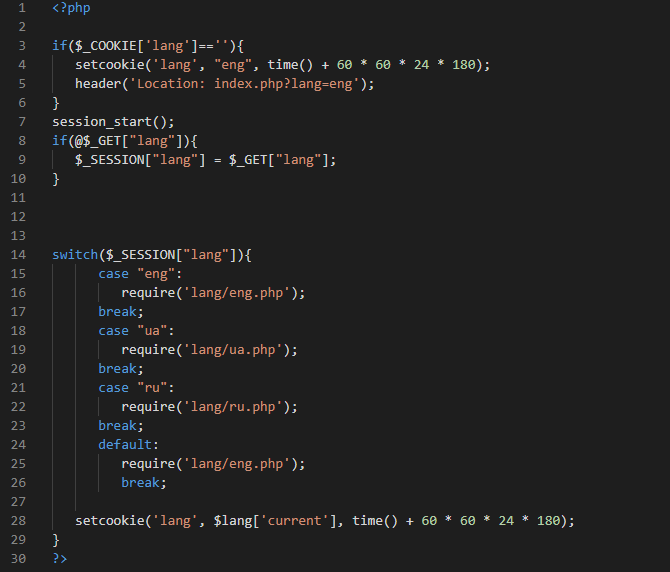 1 <?php
2
3 if($_COOKIE['lang']==''){
4 setcookie('lang', "eng", time() + 60 * 60 * 24 * 180);
5 header('Location: index.php?lang=eng');
6 }
7 session_start();
8 if(@$_GET["lang"]){
9 $_SESSION["lang"] = $_GET["lang"];
10 }
11
12
13
14 switch($_SESSION["lang"]){
15 case "eng":
16 require('lang/eng.php');
17 break;
18 case "ua":
19 require('lang/ua.php');
20 break;
21 case "ru":
22 require('lang/ru.php');
23 break;
24 default:
25 require('lang/eng.php');
26 break;
27
28 setcookie('lang', $lang['current'], time() + 60 * 60 * 24 * 180);
29 }
30 ?>